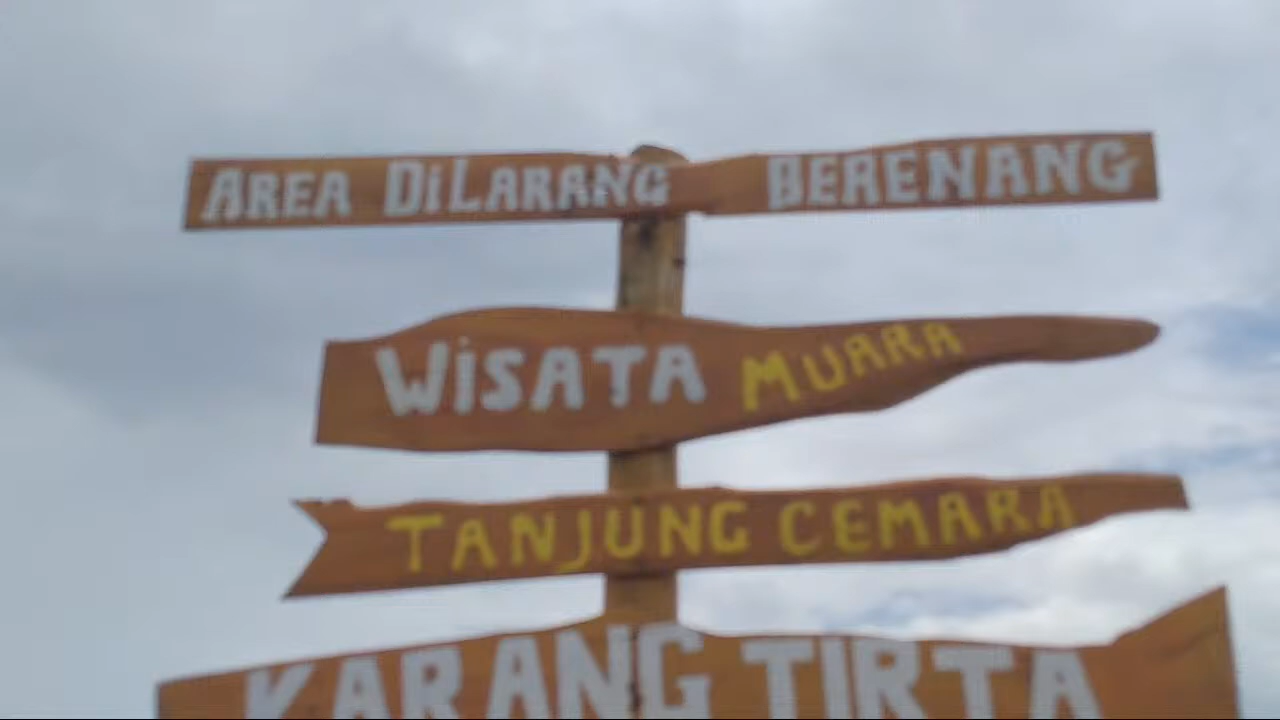 AREA DiLARANG BERENANG
WiSATA MUARA
TANJUNG CEMARA
KARANG TIRTA